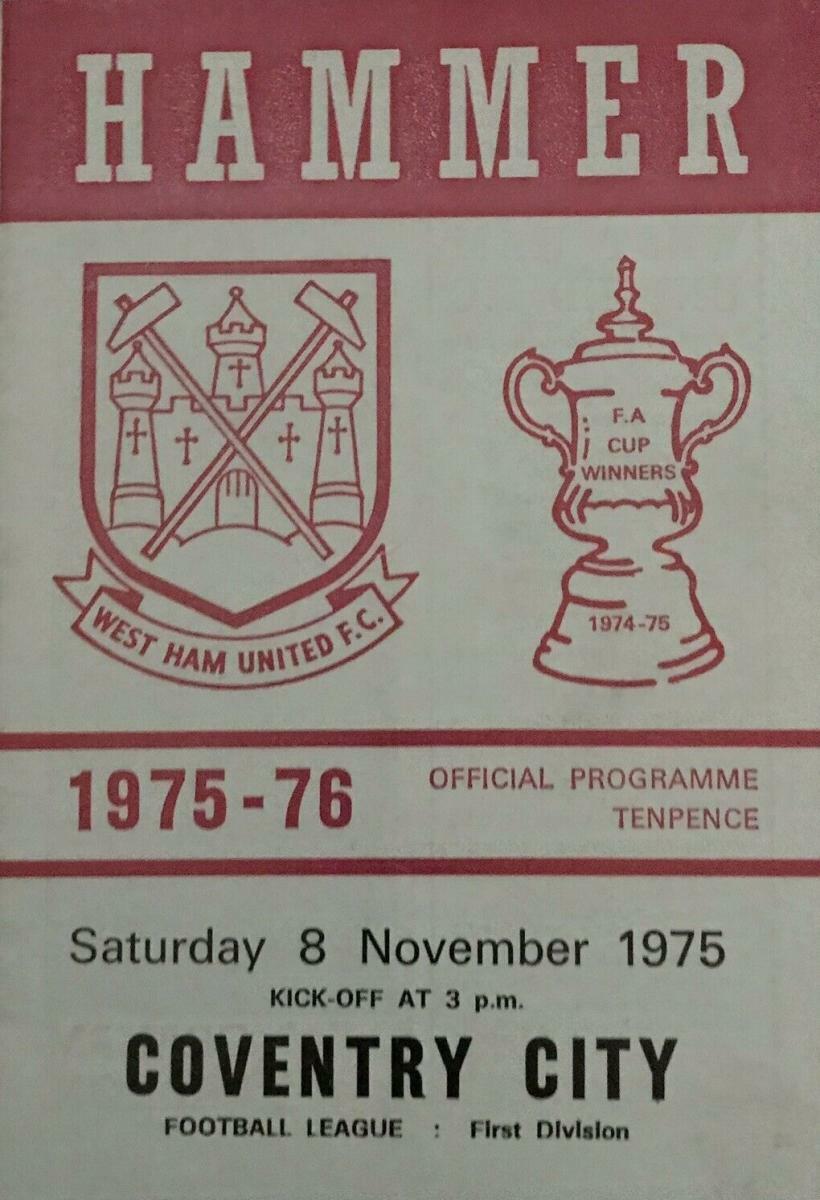 HAMMER
F.A
CUP
WINNERS
1974-75
WEST HAM UNITED F.C.
1975-76
OFFICIAL PROGRAMME
TENPENCE
Saturday 8 November 1975
KICK-OFF AT 3 p.m.
COVENTRY CITY
FOOTBALL LEAGUE : First Division